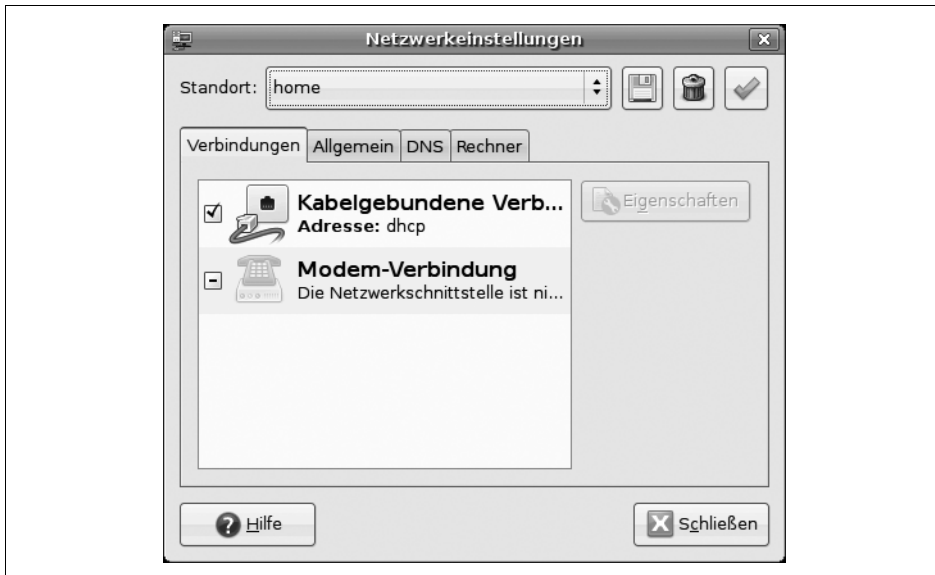 Netzwerkeinstellungen
Standort: home
Verbindungen Allgemein DNS Rechner
Kabelgebundene Verb...
Adresse: dhcp
Eigenschaften
Modem-Verbindung
Die Netzwerkschnittstelle ist ni...
Hilfe
Schließen